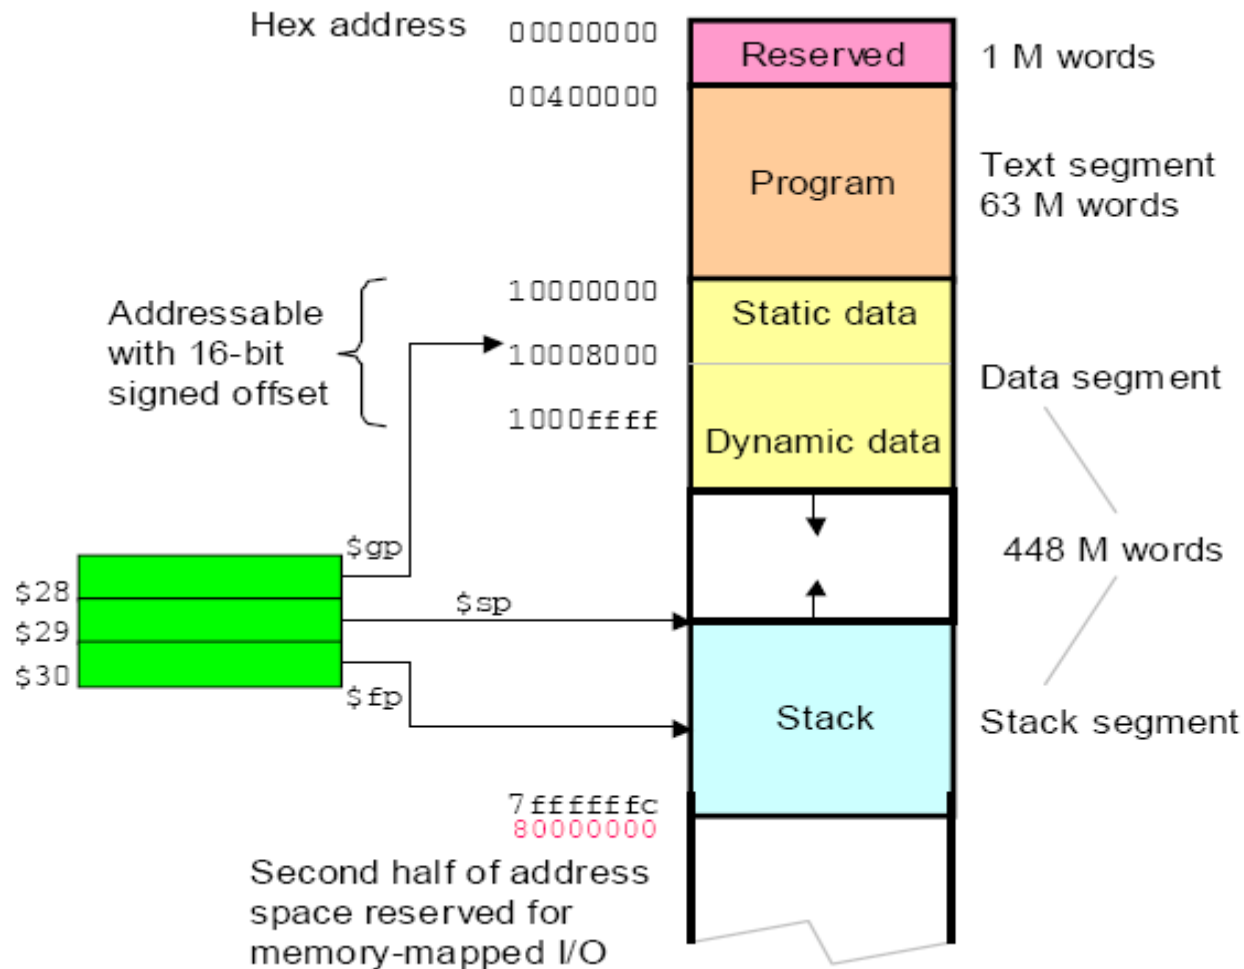 Hex address
00000000
Reserved
1 M words
00400000
Program
Text segment
63 M words
Addressable
with 16-bit
signed offset
10000000
Static data
10008000
Data segment
1000ffff
Dynamic data
448 M words
$gp
$28
$sp
$29
$30
$fp
Stack
Stack segment
7ffffffc
80000000
Second half of address
space reserved for
memory-mapped I/O